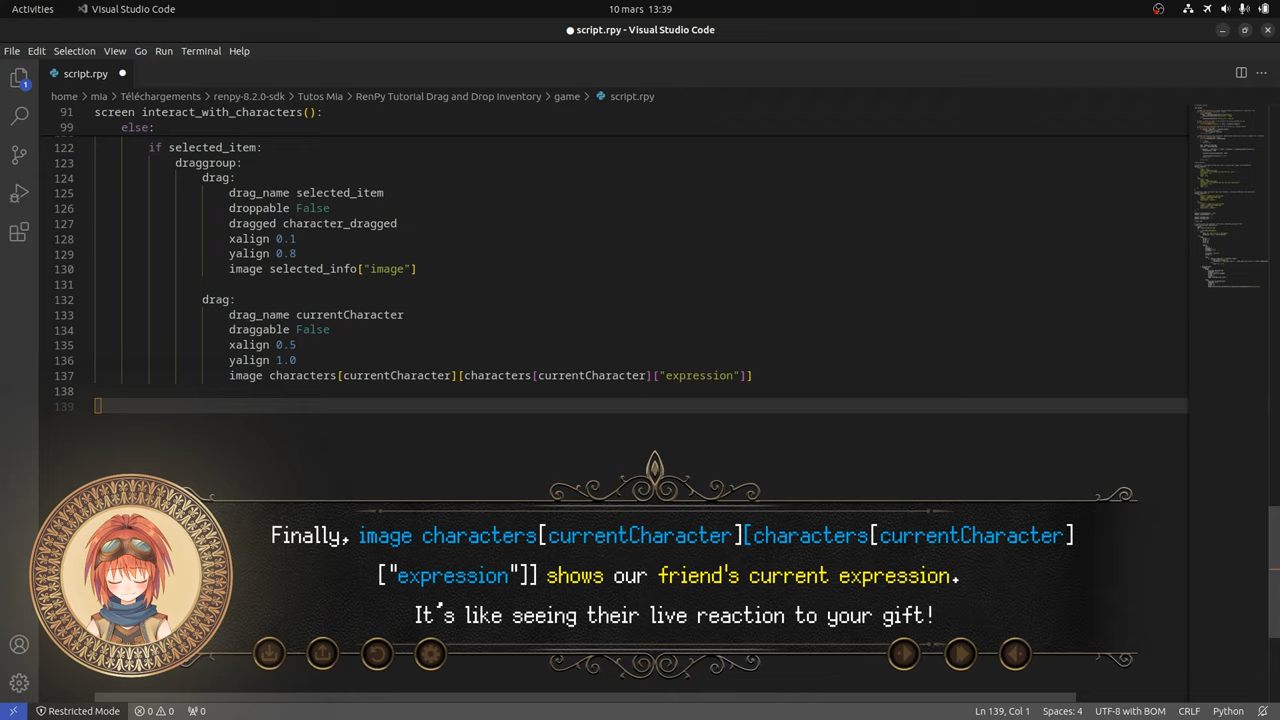 Activities
Visual Studio Code
10 mars 13:39
● script.rpy - Visual Studio Code
File Edit Selection View Go Run Terminal Help
script.rpy
1
home > mia > Téléchargements > renpy-8.2.0-sdk > Tutos MIa > RenPy Tutorial Drag and Drop Inventory > game > script.rpy
91 screen interact_with_characters():
99 else:
122 if selected_item:
123 draggroup:
124 drag:
125 drag_name selected_item
126 droppable False
127 dragged character_dragged
128 xalign 0.1
129 yalign 0.8
130 image selected_info["image"]
131
132 drag:
133 drag_name currentCharacter
134 draggable False
135 xalign 0.5
136 yalign 1.0
137 image characters[currentCharacter][characters[currentCharacter]["expression"]]
138
139
Finally, image characters[currentCharacter][characters[currentCharacter]
["expression"]] shows our friend's current expression.
It's like seeing their live reaction to your gift!
Restricted Mode 0 0 0 Ln 139, Col 1 Spaces: 4 UTF-8 with BOM CRLF Python